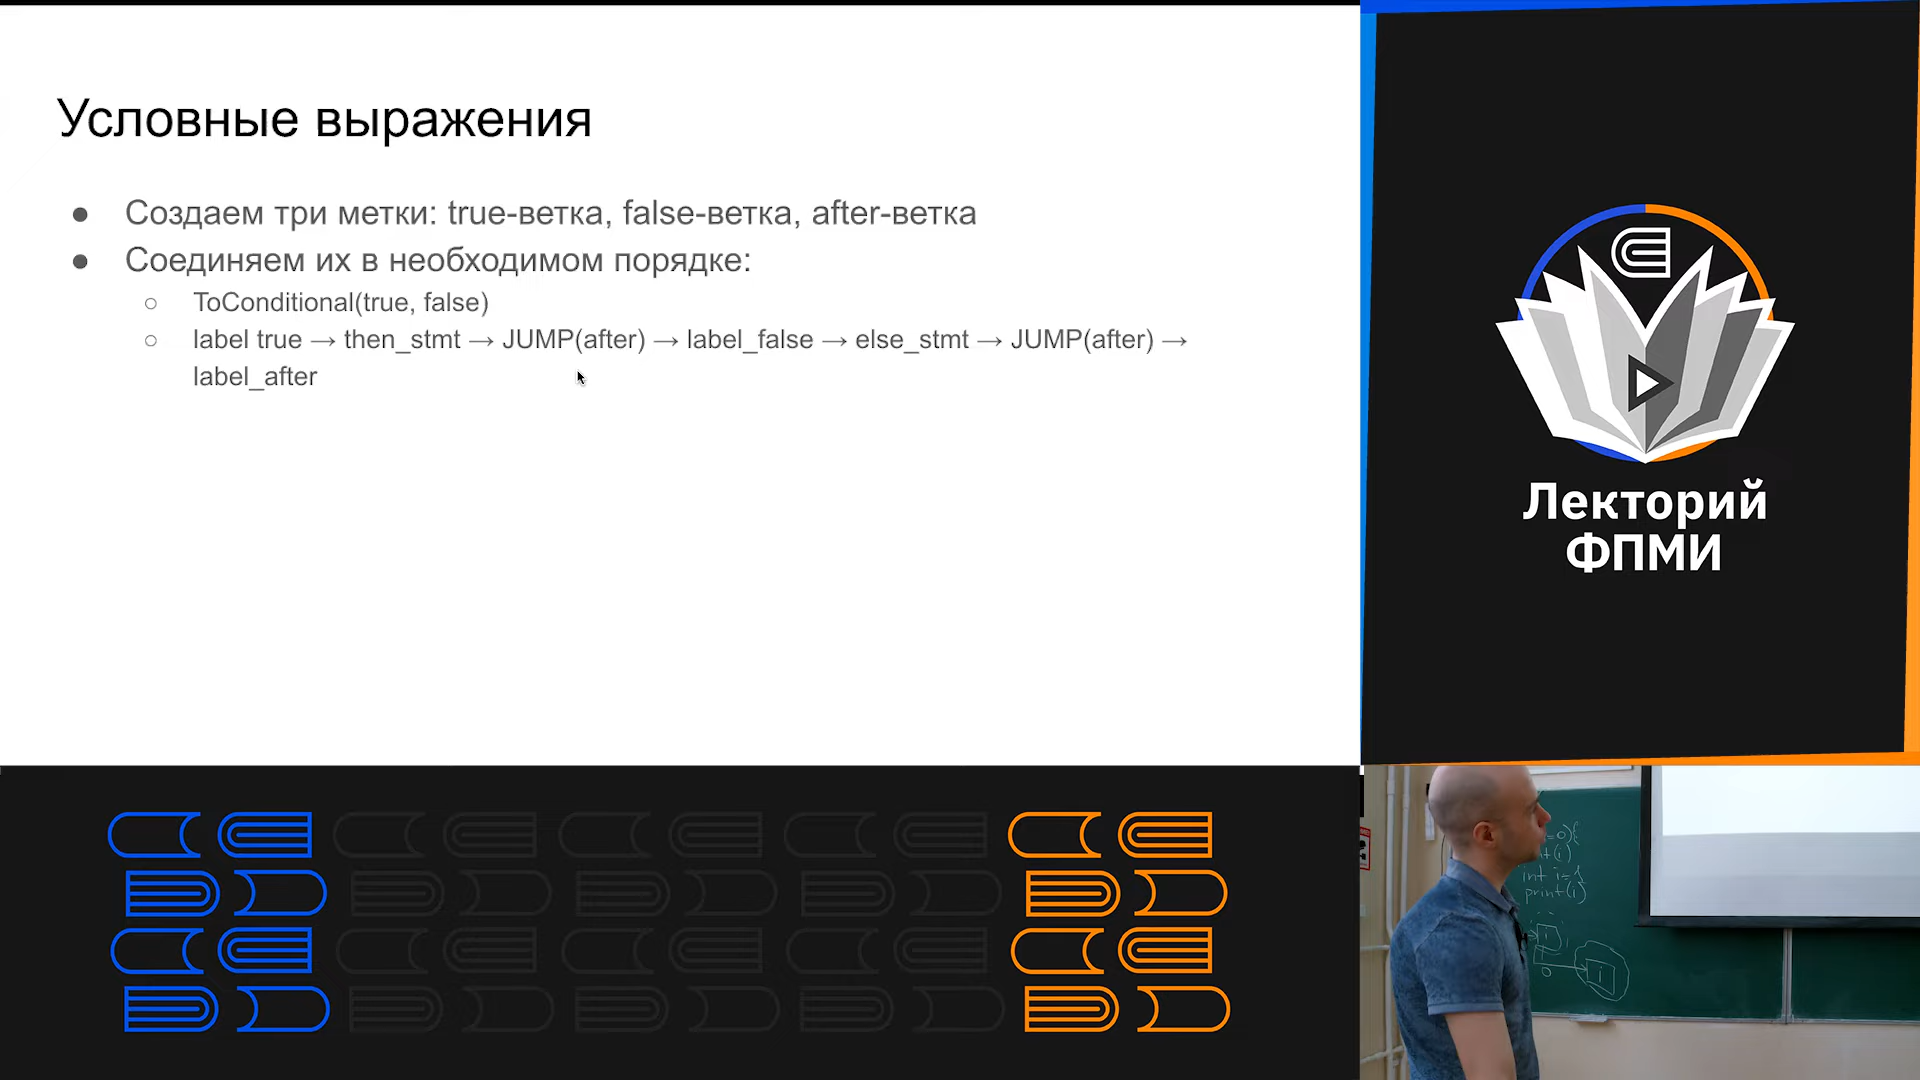 Условные выражения
● Создаем три метки: true-ветка, false-ветка, after-ветка
● Соединяем их в необходимом порядке:
○ ToConditional(true, false)
○ label true → then_stmt → JUMP(after) → label_false → else_stmt → JUMP(after) →
label_after
Лекторий
ФПМИ
print(i)